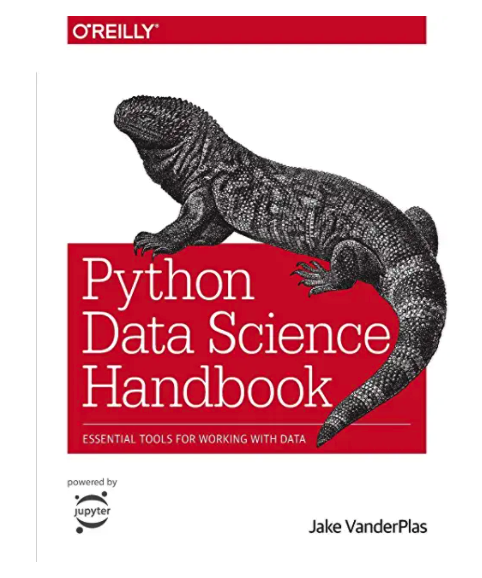 O'REILLY®
Python
Data Science
Handbook
ESSENTIAL TOOLS FOR WORKING WITH DATA
powered by
jupyter
Jake VanderPlas